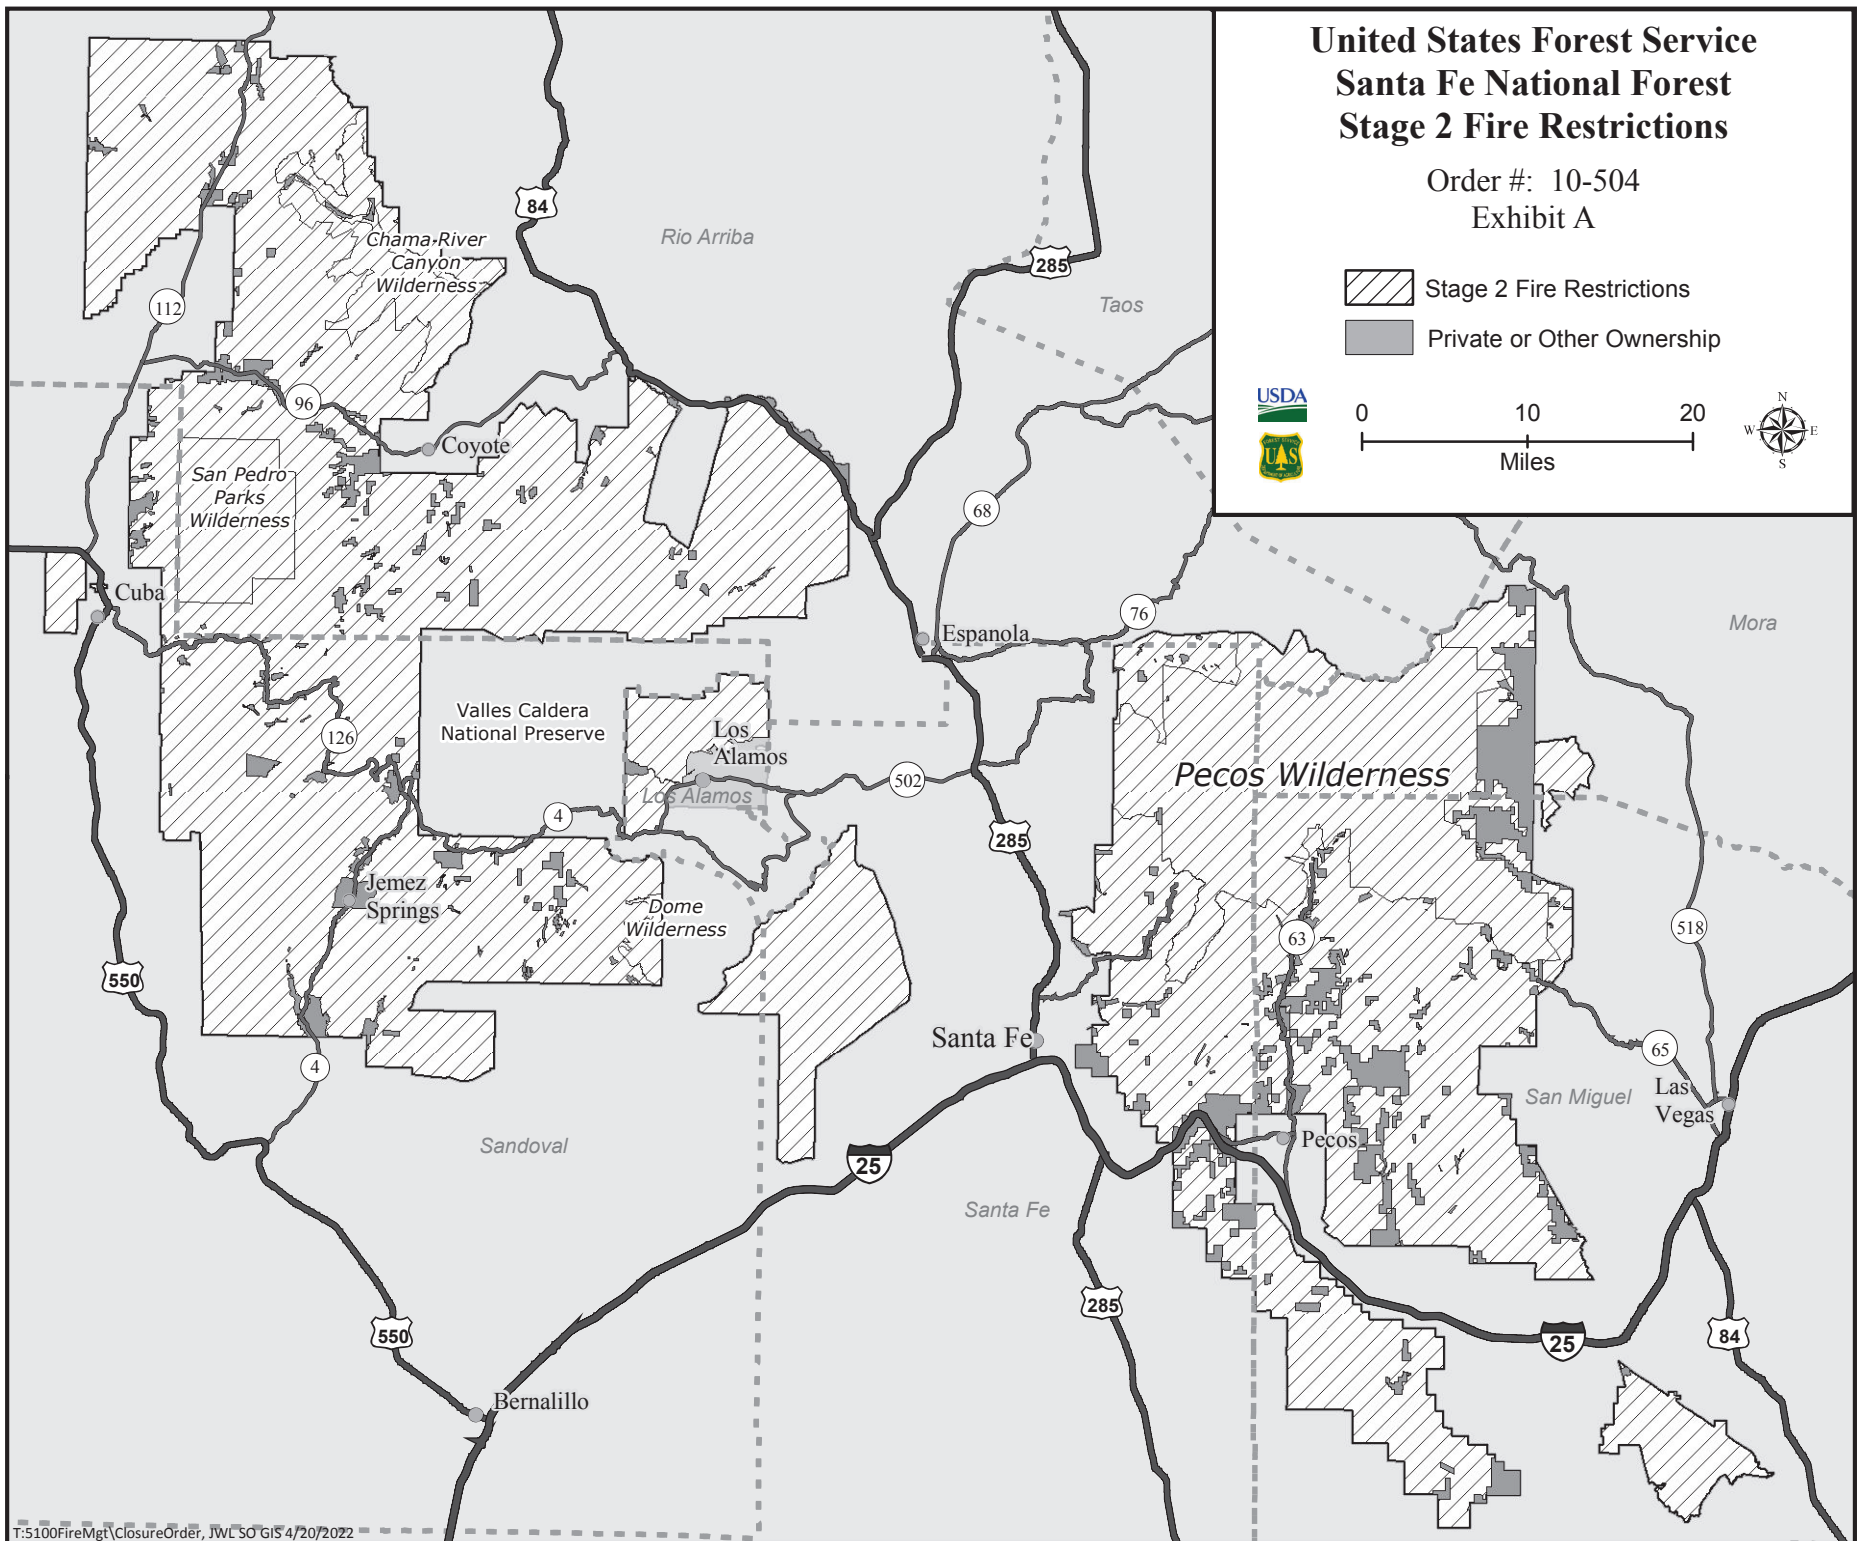 United States Forest Service
Santa Fe National Forest
Stage 2 Fire Restrictions
Order #: 10-504
Exhibit A
Stage 2 Fire Restrictions
Private or Other Ownership
USDA
FOREST SERVICE
U S
0 10 20
Miles
N
W E
S
84
Rio Arriba
285
Taos
Chama River
Canyon
Wilderness
112
96
Coyote
San Pedro
Parks
Wilderness
68
Cuba
76
Espanola
Mora
Valles Caldera
National Preserve
126
Los
Alamos
Los Alamos
502
Pecos Wilderness
4
285
Jemez
Springs
Dome
Wilderness
63
518
550
Santa Fe
4
65
Las
Vegas
San Miguel
Pecos
Sandoval
25
Santa Fe
285
550
25
84
Bernalillo
T:5100FireMgt\ClosureOrder, JWL SO GIS 4/20/2022